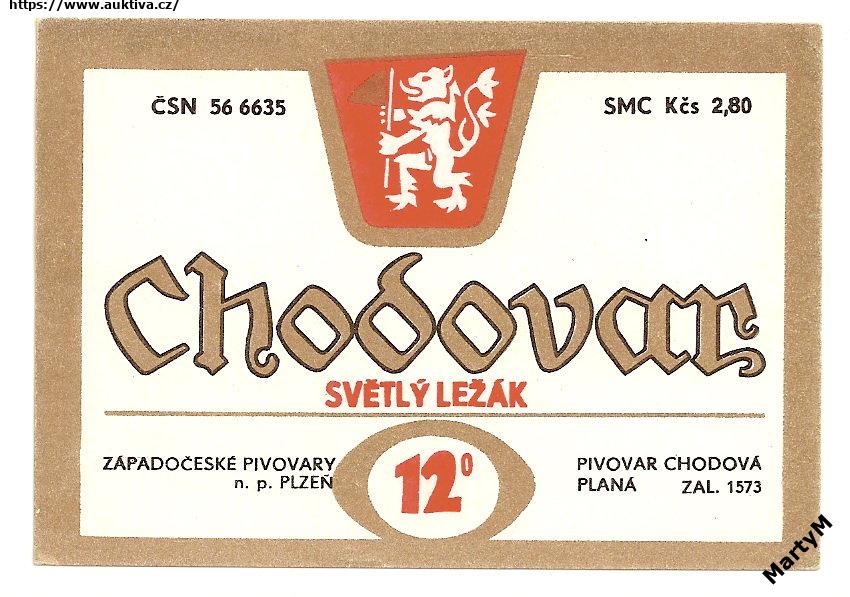 https://www.auktiva.cz/
ČSN 56 6635
SMC Kčs 2,80
Chodovar
SVĚTLÝ LEŽÁK
ZÁPADOČESKÉ PIVOVARY
n. p. PLZEŇ
12⁰
PIVOVAR CHODOVÁ
PLANÁ ZAL. 1573
MartyM